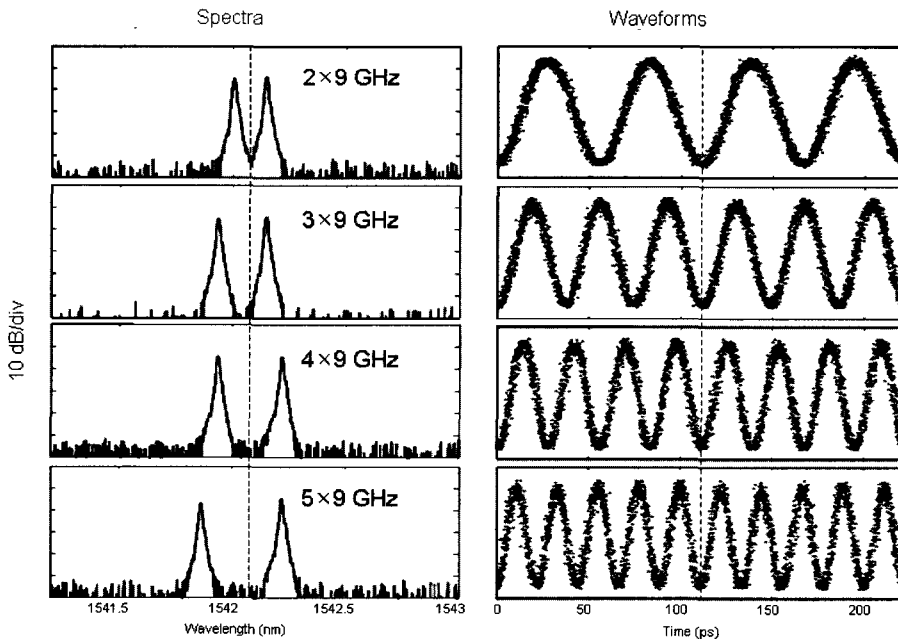 Spectra
Waveforms
2×9 GHz
3×9 GHz
4×9 GHz
5×9 GHz
10 dB/div
1541.5 1542 1542.5 1543
Wavelength (nm)
0 50 100 150 200
Time (ps)